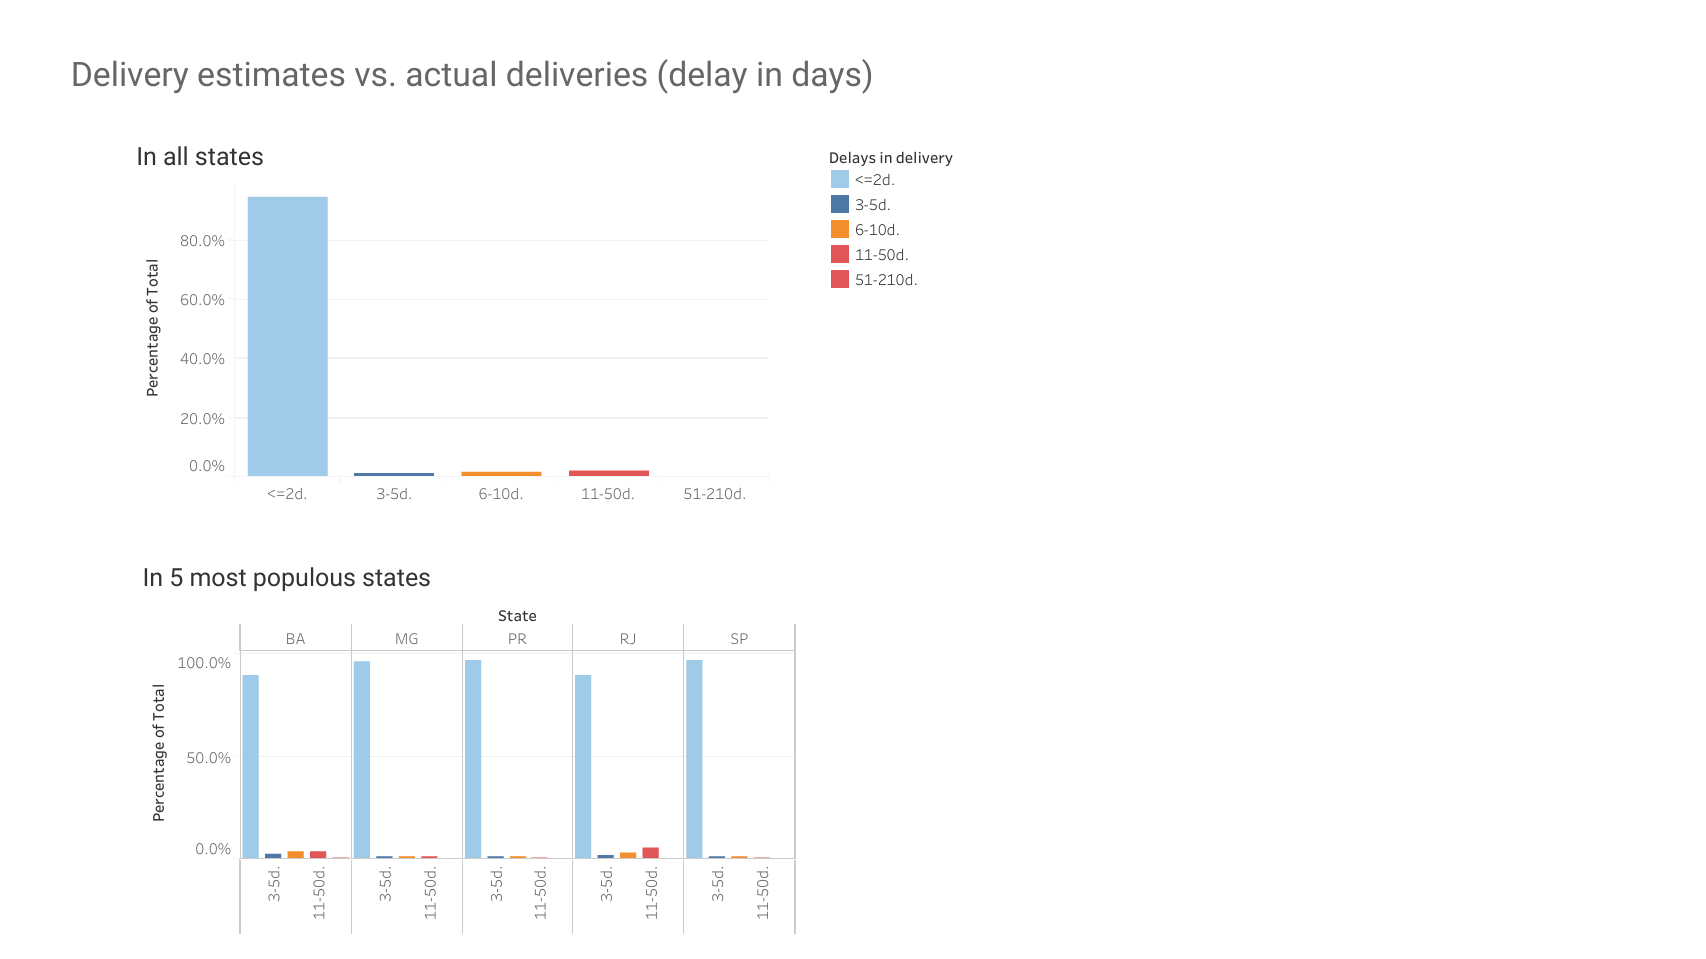 Delivery estimates vs. actual deliveries (delay in days)
In all states
Percentage of Total
80.0%
60.0%
40.0%
20.0%
0.0%
<=2d. 3-5d. 6-10d. 11-50d. 51-210d.
Delays in delivery
<=2d.
3-5d.
6-10d.
11-50d.
51-210d.
In 5 most populous states
State
BA MG PR RJ SP
Percentage of Total
100.0%
50.0%
0.0%
3-5d. 11-50d. 3-5d. 11-50d. 3-5d. 11-50d. 3-5d. 11-50d. 3-5d. 11-50d.